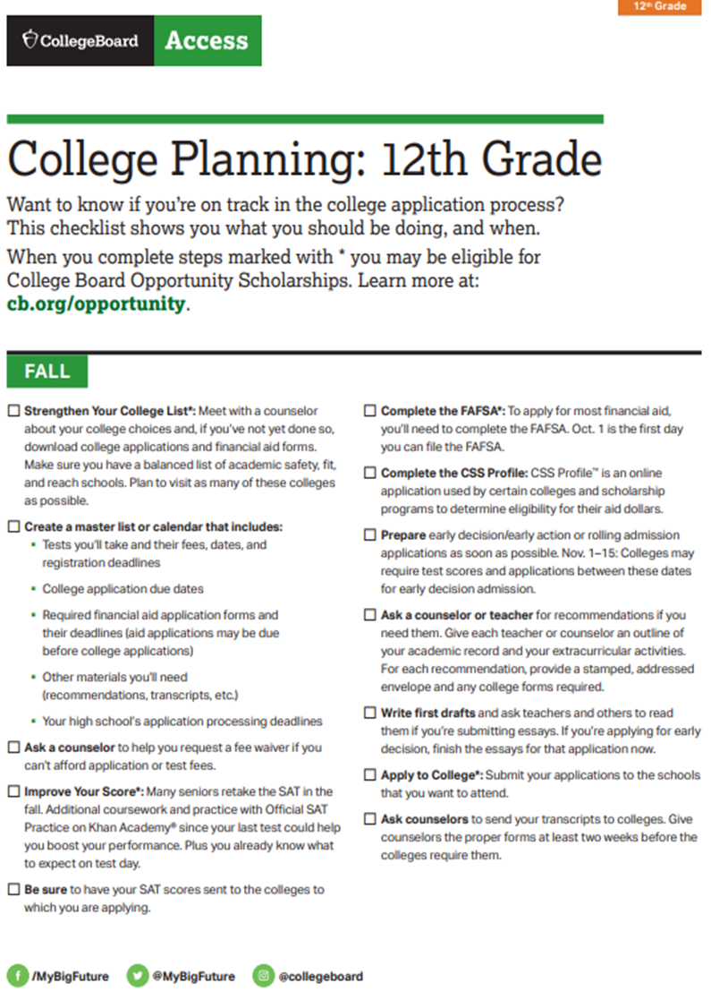 12th Grade
CollegeBoard Access
College Planning: 12th Grade
Want to know if you're on track in the college application process?
This checklist shows you what you should be doing, and when.
When you complete steps marked with * you may be eligible for
College Board Opportunity Scholarships. Learn more at:
cb.org/opportunity.
FALL
Strengthen Your College List*: Meet with a counselor
about your college choices and, if you've not yet done so,
download college applications and financial aid forms.
Make sure you have a balanced list of academic safety, fit,
and reach schools. Plan to visit as many of these colleges
as possible.
Create a master list or calendar that includes:
▪ Tests you'll take and their fees, dates, and
registration deadlines
▪ College application due dates
▪ Required financial aid application forms and
their deadlines (aid applications may be due
before college applications)
▪ Other materials you'll need
(recommendations, transcripts, etc.)
▪ Your high school's application processing deadlines
Ask a counselor to help you request a fee waiver if you
can't afford application or test fees.
Improve Your Score*: Many seniors retake the SAT in the
fall. Additional coursework and practice with Official SAT
Practice on Khan Academy® since your last test could help
you boost your performance. Plus you already know what
to expect on test day.
Be sure to have your SAT scores sent to the colleges to
which you are applying.
Complete the FAFSA*: To apply for most financial aid,
you'll need to complete the FAFSA. Oct. 1 is the first day
you can file the FAFSA.
Complete the CSS Profile: CSS Profile™ is an online
application used by certain colleges and scholarship
programs to determine eligibility for their aid dollars.
Prepare early decision/early action or rolling admission
applications as soon as possible. Nov. 1–15: Colleges may
require test scores and applications between these dates
for early decision admission.
Ask a counselor or teacher for recommendations if you
need them. Give each teacher or counselor an outline of
your academic record and your extracurricular activities.
For each recommendation, provide a stamped, addressed
envelope and any college forms required.
Write first drafts and ask teachers and others to read
them if you're submitting essays. If you're applying for early
decision, finish the essays for that application now.
Apply to College*: Submit your applications to the schools
that you want to attend.
Ask counselors to send your transcripts to colleges. Give
counselors the proper forms at least two weeks before the
colleges require them.
/MyBigFuture @MyBigFuture @collegeboard